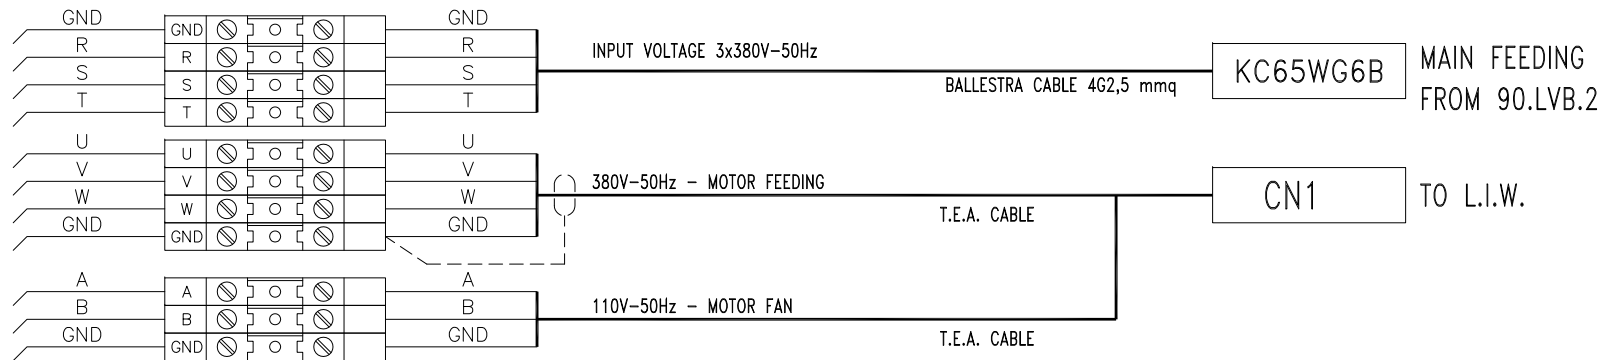 GND GND GND
R R R
S S S
T T T
INPUT VOLTAGE 3x380V-50Hz
BALLESTRA CABLE 4G2,5 mmq
KC65WG6B
MAIN FEEDING
FROM 90.LVB.2
U U U
V V V
W W W
GND GND GND
380V-50Hz - MOTOR FEEDING
T.E.A. CABLE
CN1
TO L.I.W.
A A A
B B B
GND GND GND
110V-50Hz - MOTOR FAN
T.E.A. CABLE